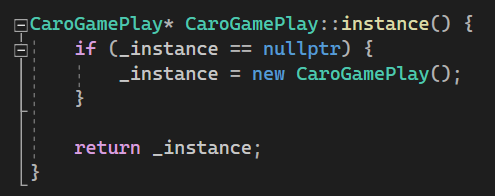 CaroGamePlay* CaroGamePlay::instance() {
if (_instance == nullptr) {
_instance = new CaroGamePlay();
}
return _instance;
}